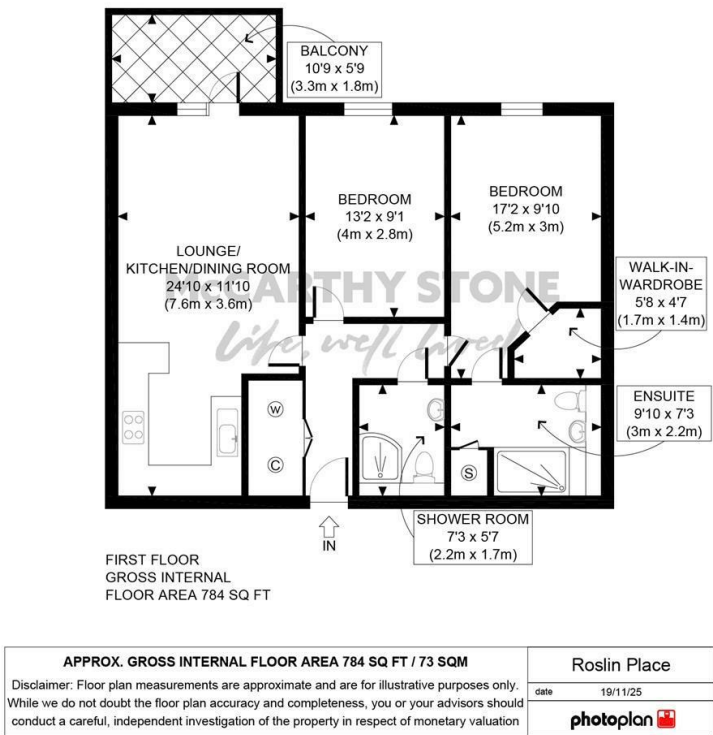 BALCONY
10'9 x 5'9
(3.3m x 1.8m)
BEDROOM
13'2 x 9'1
(4m x 2.8m)
BEDROOM
17'2 x 9'10
(5.2m x 3m)
LOUNGE/
KITCHEN/DINING ROOM
24'10 x 11'10
(7.6m x 3.6m)
McCARTHY STONE
Life, well lived
WALK-IN-
WARDROBE
5'8 x 4'7
(1.7m x 1.4m)
ENSUITE
9'10 x 7'3
(3m x 2.2m)
W
C
S
SHOWER ROOM
7'3 x 5'7
(2.2m x 1.7m)
IN
FIRST FLOOR
GROSS INTERNAL
FLOOR AREA 784 SQ FT
APPROX. GROSS INTERNAL FLOOR AREA 784 SQ FT / 73 SQM
Disclaimer: Floor plan measurements are approximate and are for illustrative purposes only.
While we do not doubt the floor plan accuracy and completeness, you or your advisors should
conduct a careful, independent investigation of the property in respect of monetary valuation
Roslin Place
date 19/11/25
photoplan